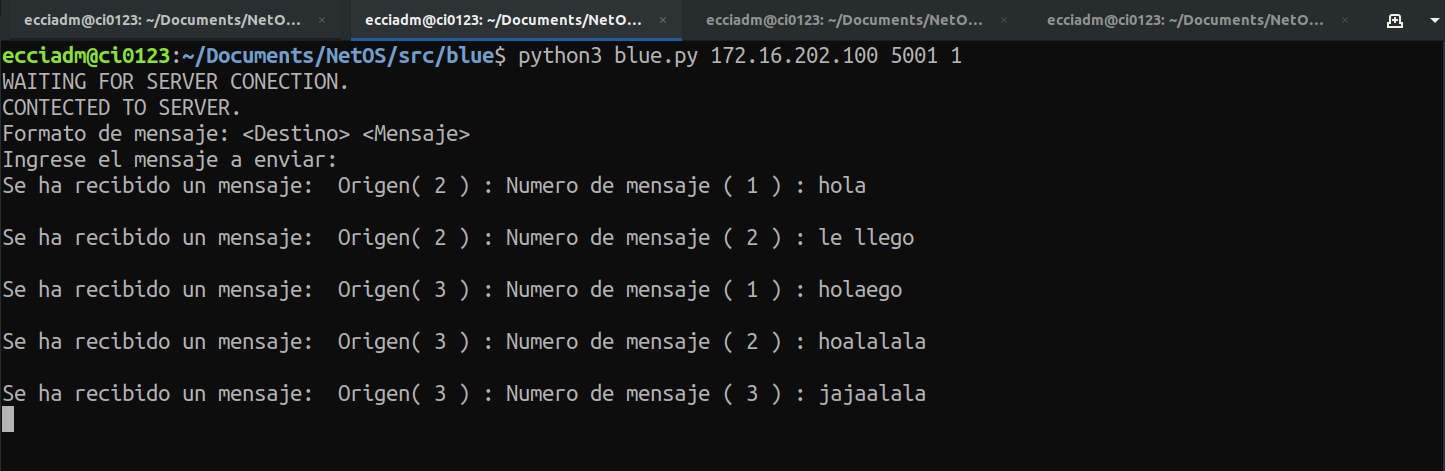 ecciadm@ci0123: ~/Documents/NetO... × ecciadm@ci0123: ~/Documents/NetO... × ecciadm@ci0123: ~/Documents/NetO... × ecciadm@ci0123: ~/Documents/NetO... ×
ecciadm@ci0123:~/Documents/NetOS/src/blue$ python3 blue.py 172.16.202.100 5001 1
WAITING FOR SERVER CONECTION.
CONTECTED TO SERVER.
Formato de mensaje: <Destino> <Mensaje>
Ingrese el mensaje a enviar:
Se ha recibido un mensaje:  Origen( 2 ) : Numero de mensaje ( 1 ) : hola
Se ha recibido un mensaje:  Origen( 2 ) : Numero de mensaje ( 2 ) : le llego
Se ha recibido un mensaje:  Origen( 3 ) : Numero de mensaje ( 1 ) : holaego
Se ha recibido un mensaje:  Origen( 3 ) : Numero de mensaje ( 2 ) : hoalalala
Se ha recibido un mensaje:  Origen( 3 ) : Numero de mensaje ( 3 ) : jajaalala